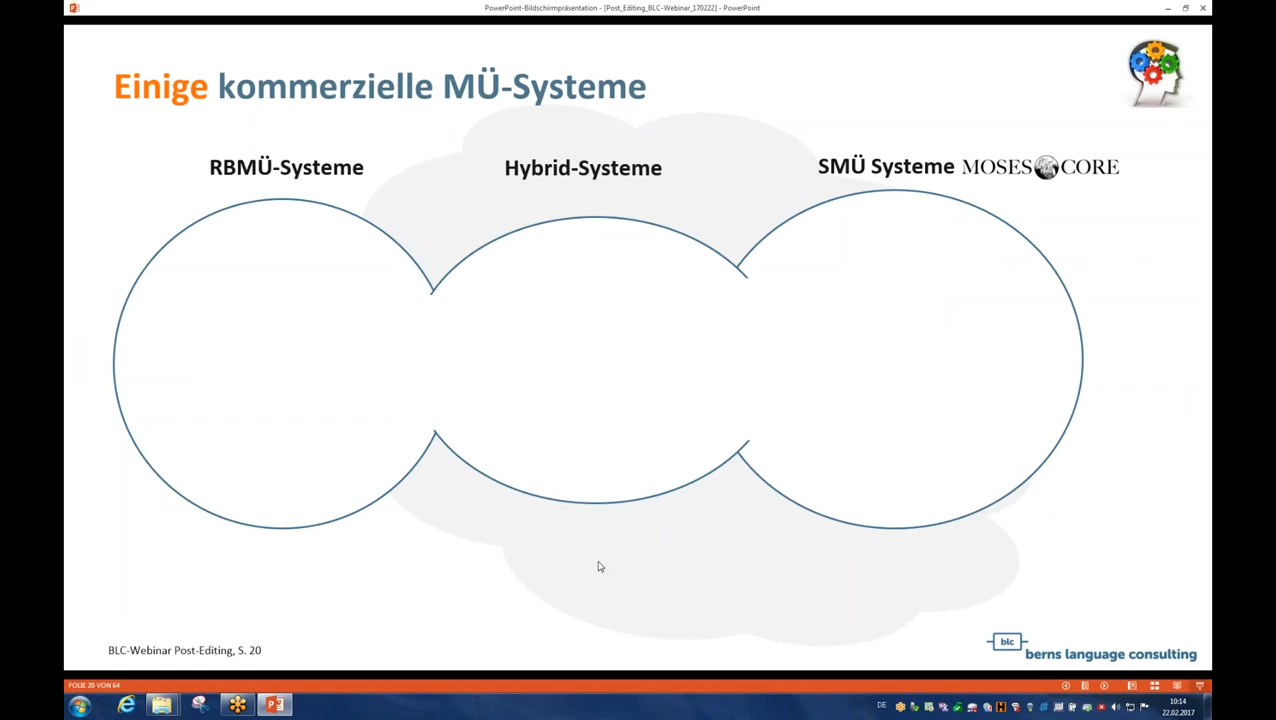 PowerPoint-Bildschirmpräsentation - [Post_Editing_BLC-Webinar_170222] - PowerPoint
Einige kommerzielle MÜ-Systeme
RBMÜ-Systeme
Hybrid-Systeme
SMÜ Systeme MOSES CORE
BLC-Webinar Post-Editing, S. 20
blc
berns language consulting
FOLIE 20 VON 64
DE
10:14
22.02.2017